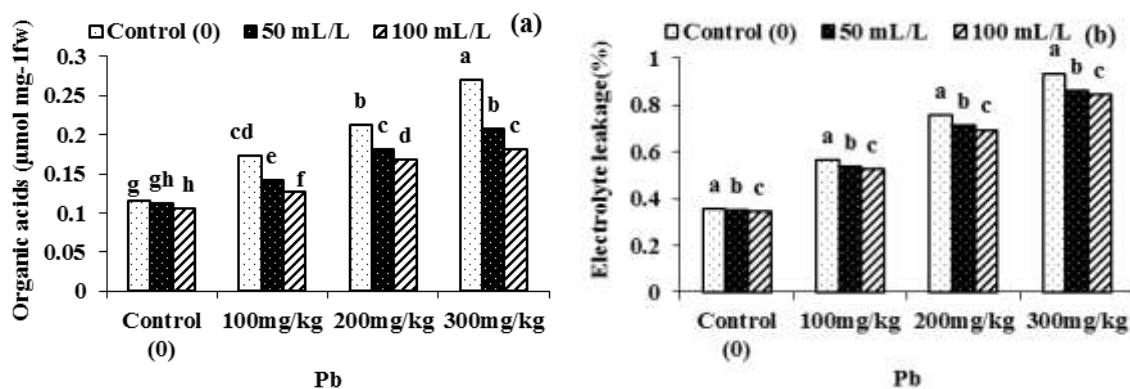 Control (0) 50 mL/L 100 mL/L (a)
Organic acids (µmol mg-1fw)
0.3
0.25
0.2
0.15
0.1
0.05
0
g gh h
cd e f
b c d
a b c
Control (0)
100mg/kg
200mg/kg
300mg/kg
Pb
Control (0) 50 mL/L 100 mL/L (b)
Electrolyte leakage(%)
1
0.8
0.6
0.4
0.2
0
a b c
a b c
a b c
a b c
Control (0)
100mg/kg
200mg/kg
300mg/kg
Pb